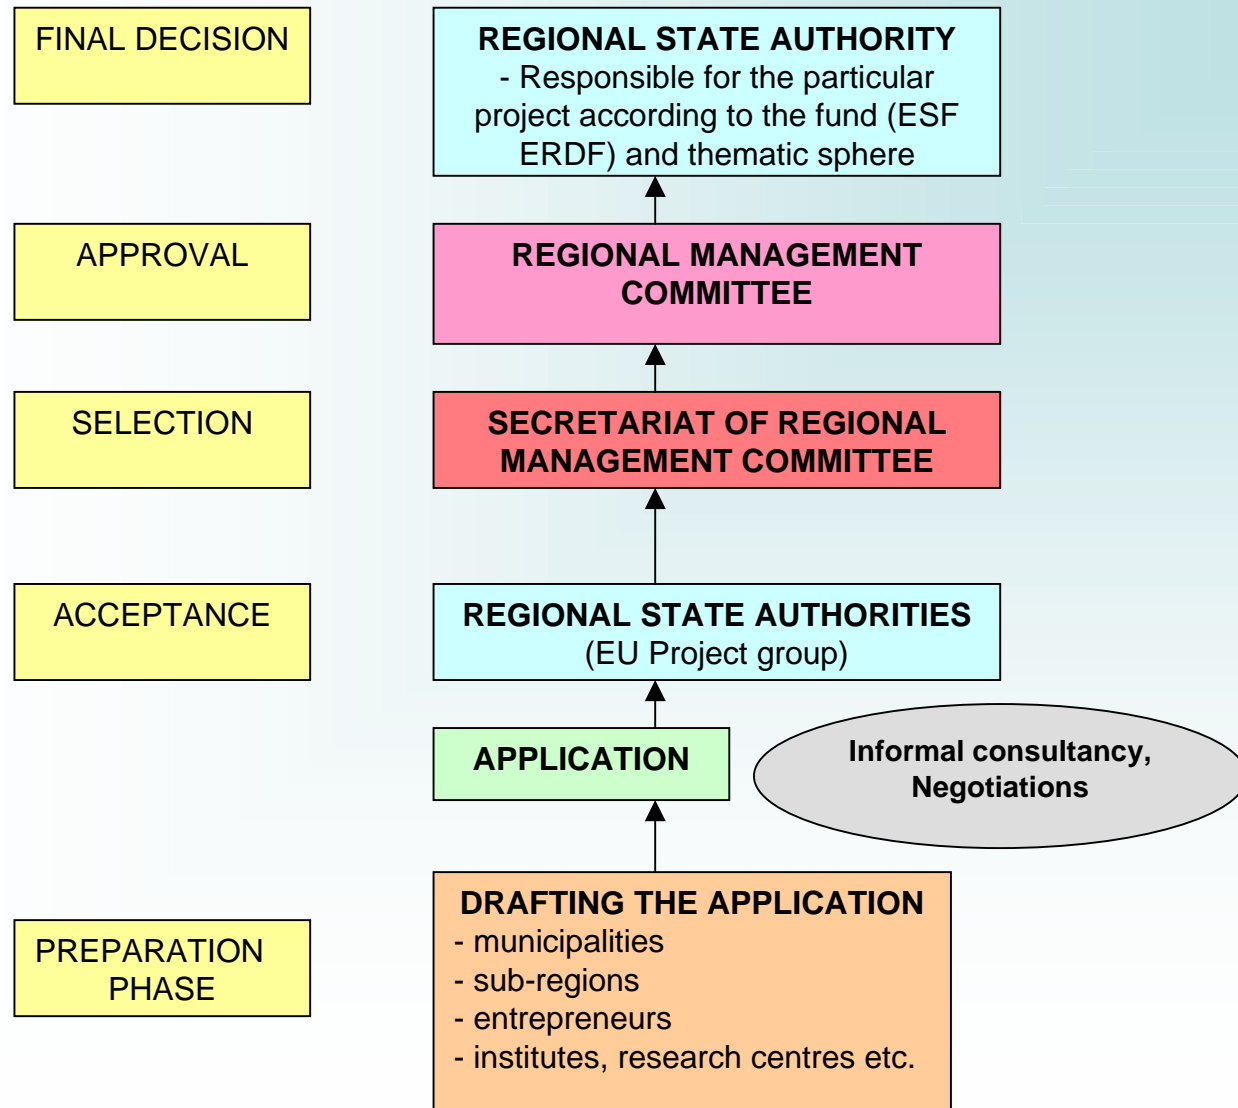 FINAL DECISION
REGIONAL STATE AUTHORITY
- Responsible for the particular
project according to the fund (ESF
ERDF) and thematic sphere
APPROVAL
REGIONAL MANAGEMENT
COMMITTEE
SELECTION
SECRETARIAT OF REGIONAL
MANAGEMENT COMMITTEE
ACCEPTANCE
REGIONAL STATE AUTHORITIES
(EU Project group)
APPLICATION
Informal consultancy,
Negotiations
PREPARATION
PHASE
DRAFTING THE APPLICATION
- municipalities
- sub-regions
- entrepreneurs
- institutes, research centres etc.